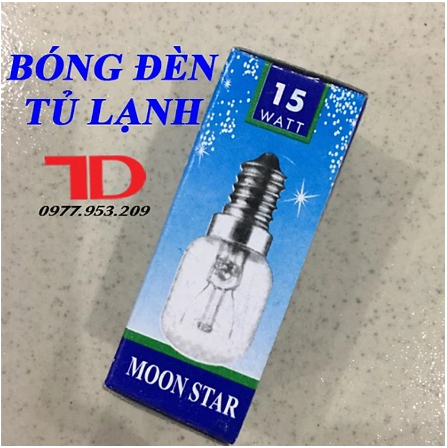 BÓNG ĐÈN
TỦ LẠNH
TD
0977.953.209
15
WATT
MOON STAR